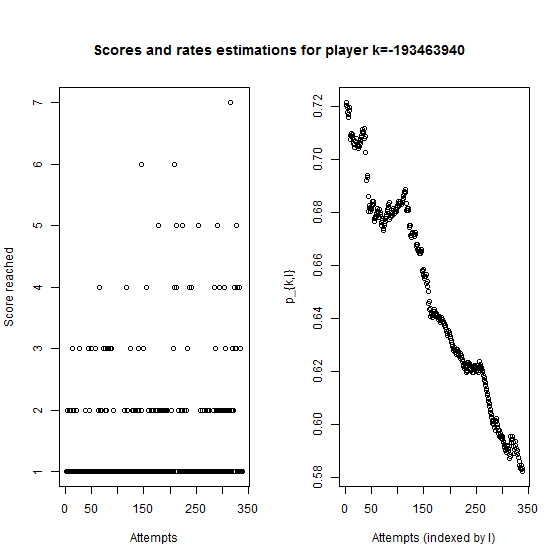 Scores and rates estimations for player k=-193463940
Score reached
7
6
5
4
3
2
1
0 50 150 250 350
Attempts
p_{k,l}
0.72
0.70
0.68
0.66
0.64
0.62
0.60
0.58
0 50 150 250 350
Attempts (indexed by l)